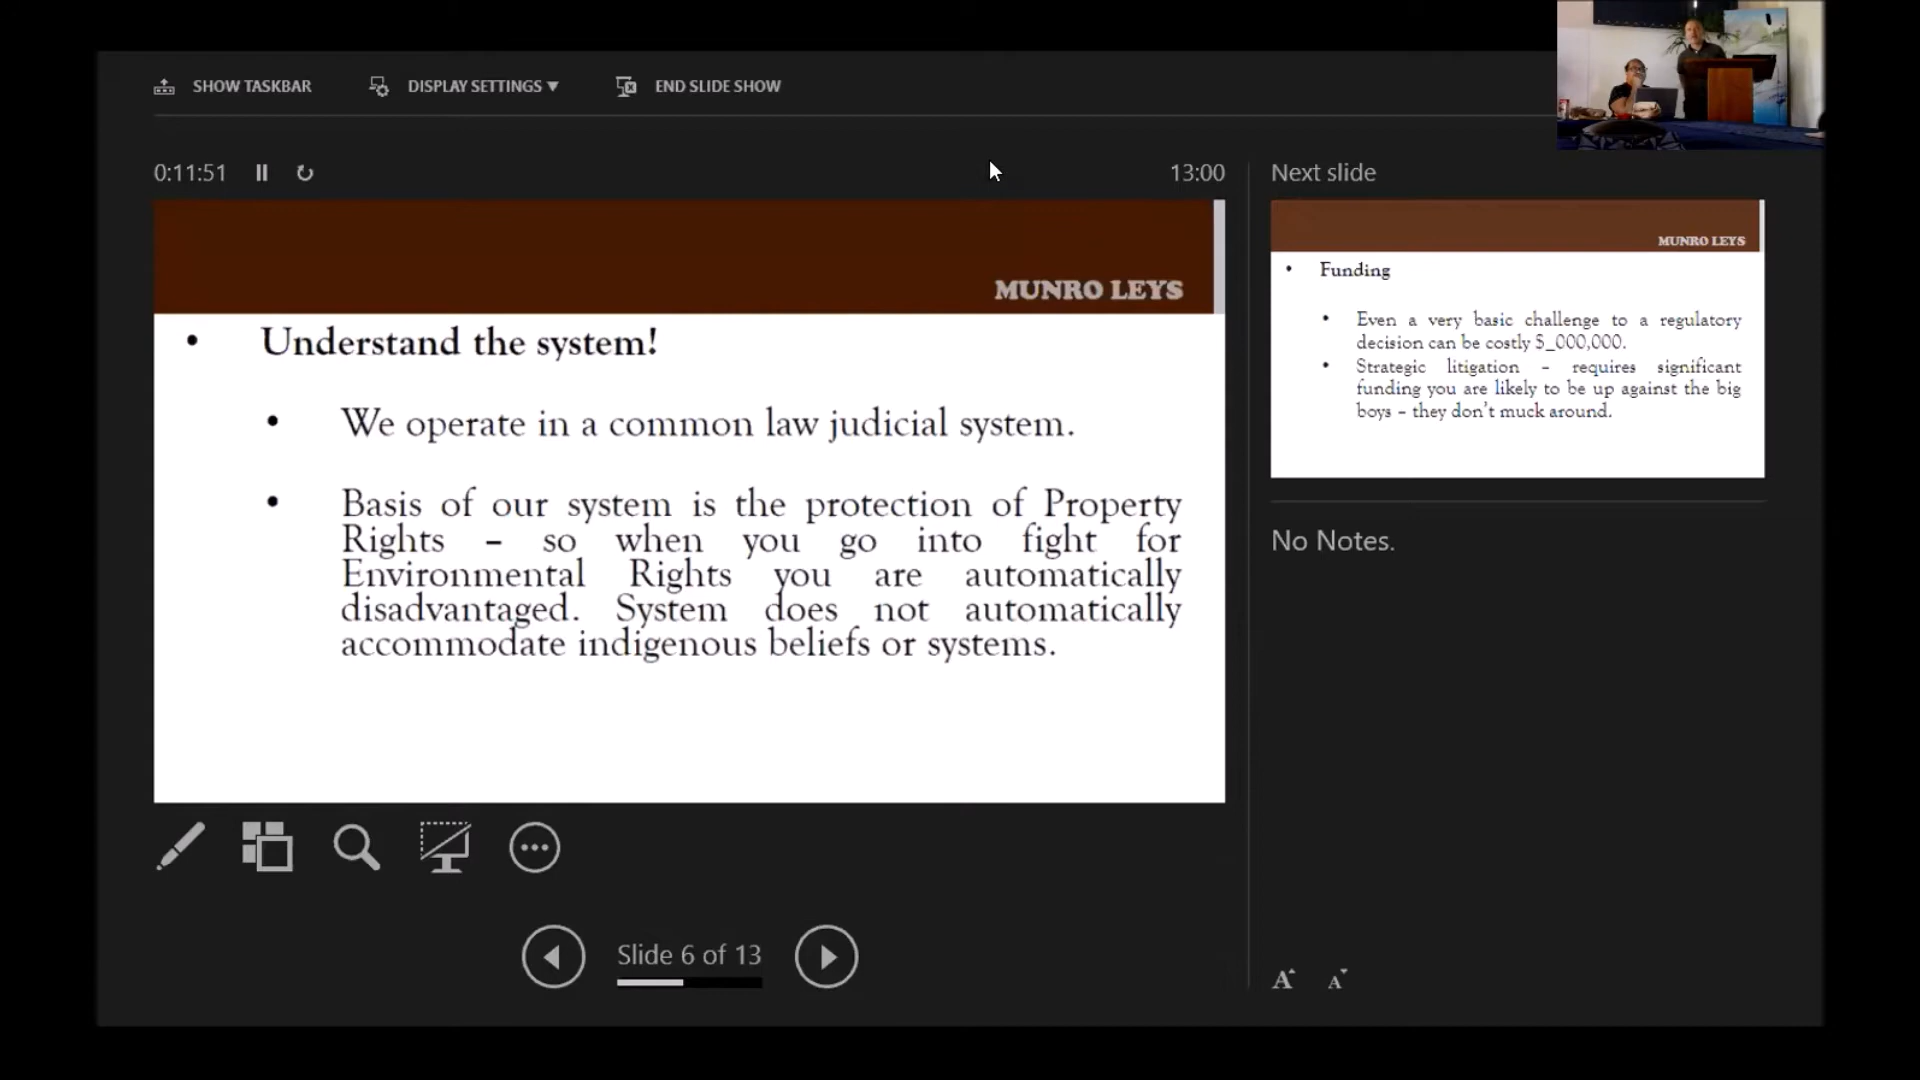 SHOW TASKBAR
DISPLAY SETTINGS ▼
END SLIDE SHOW
0:11:51
13:00
MUNRO LEYS
• Understand the system!
• We operate in a common law judicial system.
• Basis of our system is the protection of Property
Rights – so when you go into fight for
Environmental Rights you are automatically
disadvantaged. System does not automatically
accommodate indigenous beliefs or systems.
Slide 6 of 13
Next slide
MUNRO LEYS
• Funding
• Even a very basic challenge to a regulatory
decision can be costly $_000,000.
• Strategic litigation – requires significant
funding you are likely to be up against the big
boys – they don't muck around.
No Notes.
A A